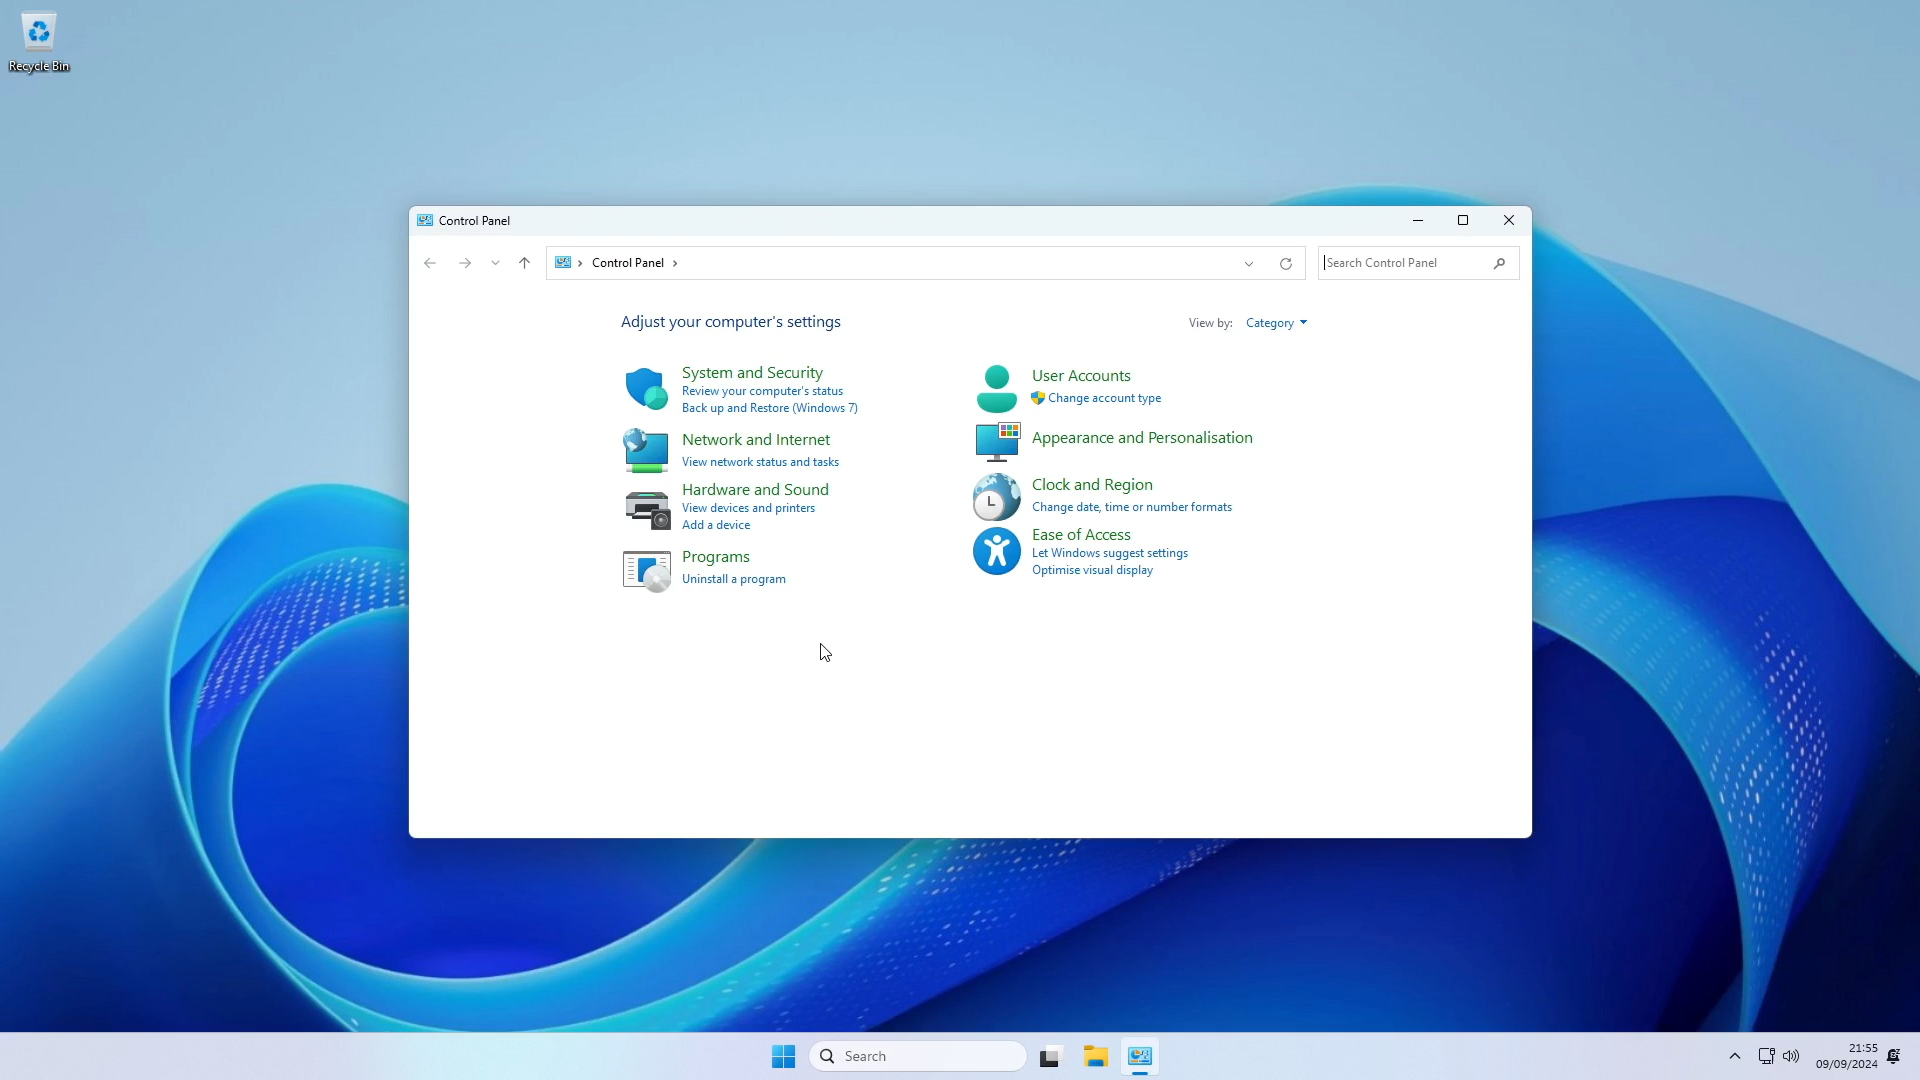 Recycle Bin
Control Panel
Control Panel
Search Control Panel
Adjust your computer's settings
View by: Category
System and Security
Review your computer's status
Back up and Restore (Windows 7)
Network and Internet
View network status and tasks
Hardware and Sound
View devices and printers
Add a device
Programs
Uninstall a program
User Accounts
Change account type
Appearance and Personalisation
Clock and Region
Change date, time or number formats
Ease of Access
Let Windows suggest settings
Optimise visual display
Search
21:55
09/09/2024